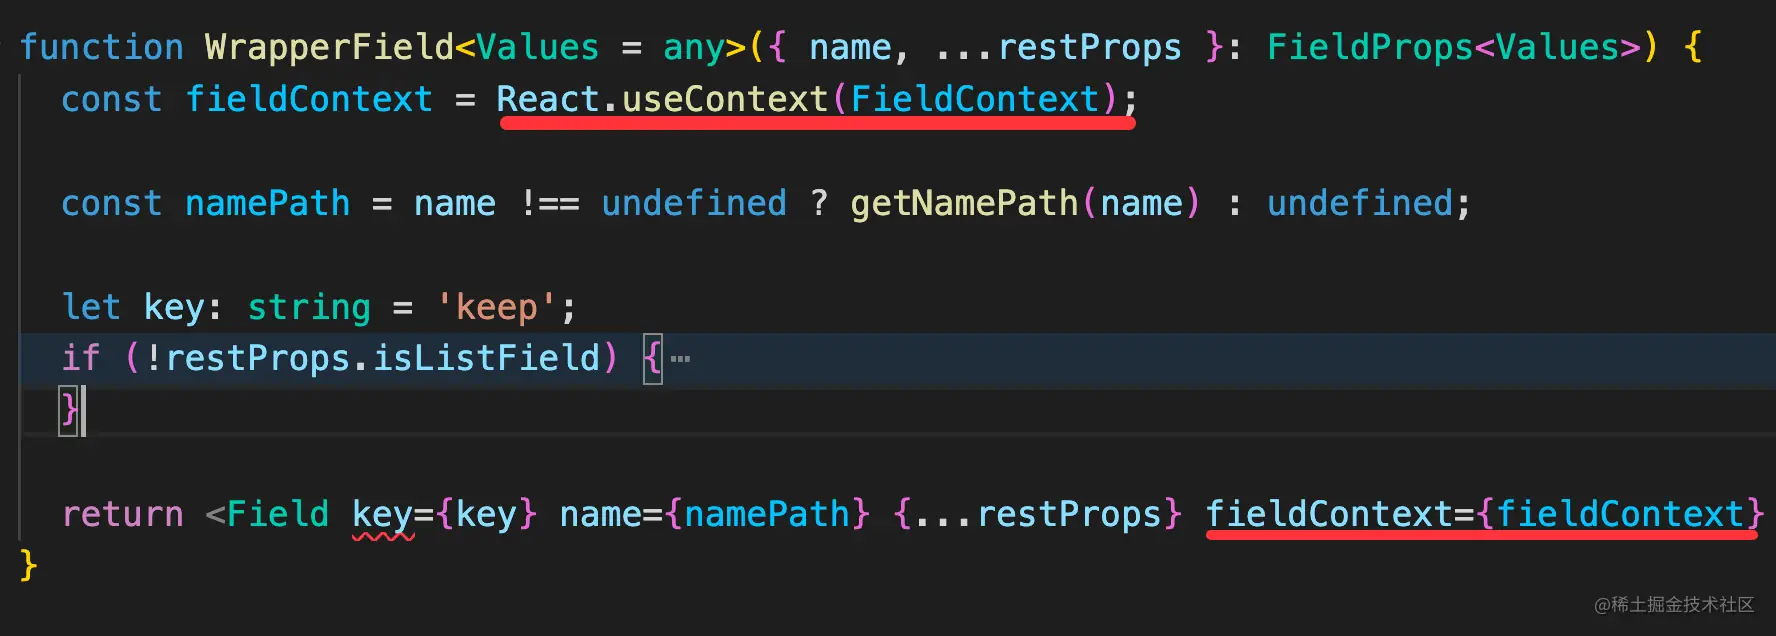 function WrapperField<Values = any>({ name, ...restProps }: FieldProps<Values>) {
const fieldContext = React.useContext(FieldContext);
const namePath = name !== undefined ? getNamePath(name) : undefined;
let key: string = 'keep';
if (!restProps.isListField) {⋯
}
return <Field key={key} name={namePath} {...restProps} fieldContext={fieldContext}
}
@稀土掘金技术社区